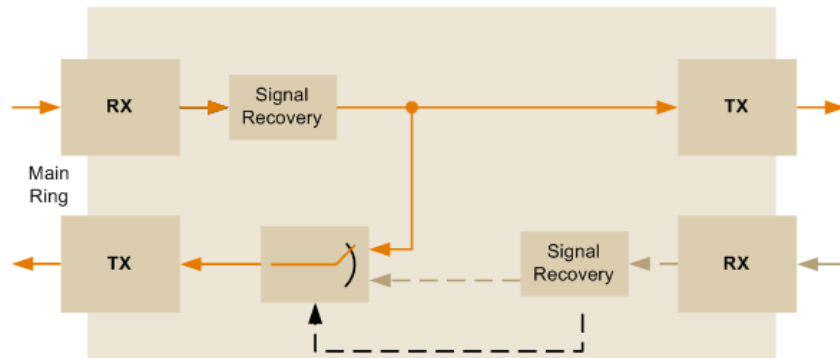 RX
Signal
Recovery
TX
Main
Ring
TX
Signal
Recovery
RX